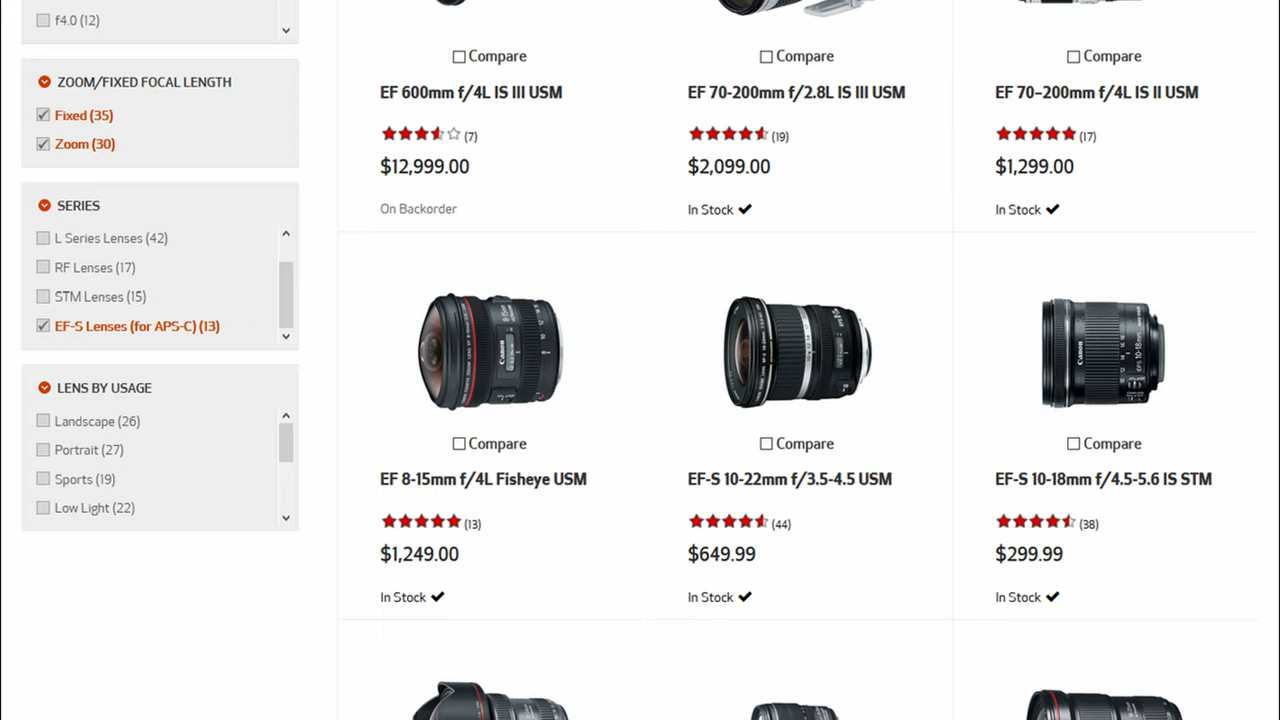 f4.0 (12)
ZOOM/FIXED FOCAL LENGTH
Fixed (35)
Zoom (30)
SERIES
L Series Lenses (42)
RF Lenses (17)
STM Lenses (15)
EF-S Lenses (for APS-C) (13)
LENS BY USAGE
Landscape (26)
Portrait (27)
Sports (19)
Low Light (22)
Compare
Compare
Compare
EF 600mm f/4L IS III USM
EF 70-200mm f/2.8L IS III USM
EF 70–200mm f/4L IS II USM
(7)
(19)
(17)
$12,999.00
$2,099.00
$1,299.00
On Backorder
In Stock
In Stock
Canon
Canon
Compare
Compare
Compare
EF 8-15mm f/4L Fisheye USM
EF-S 10-22mm f/3.5-4.5 USM
EF-S 10-18mm f/4.5-5.6 IS STM
(13)
(44)
(38)
$1,249.00
$649.99
$299.99
In Stock
In Stock
In Stock